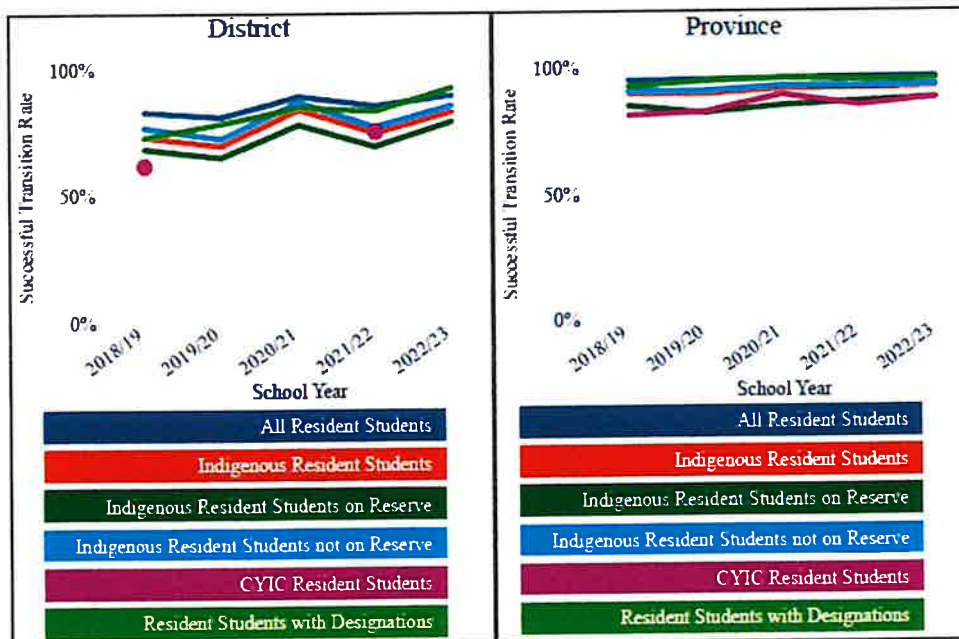 District
Successful Transition Rate
100%
50%
0%
2018/19
2019/20
2020/21
2021/22
2022/23
School Year
All Resident Students
Indigenous Resident Students
Indigenous Resident Students on Reserve
Indigenous Resident Students not on Reserve
CYIC Resident Students
Resident Students with Designations
Province
Successful Transition Rate
100%
50%
0%
2018/19
2019/20
2020/21
2021/22
2022/23
School Year
All Resident Students
Indigenous Resident Students
Indigenous Resident Students on Reserve
Indigenous Resident Students not on Reserve
CYIC Resident Students
Resident Students with Designations